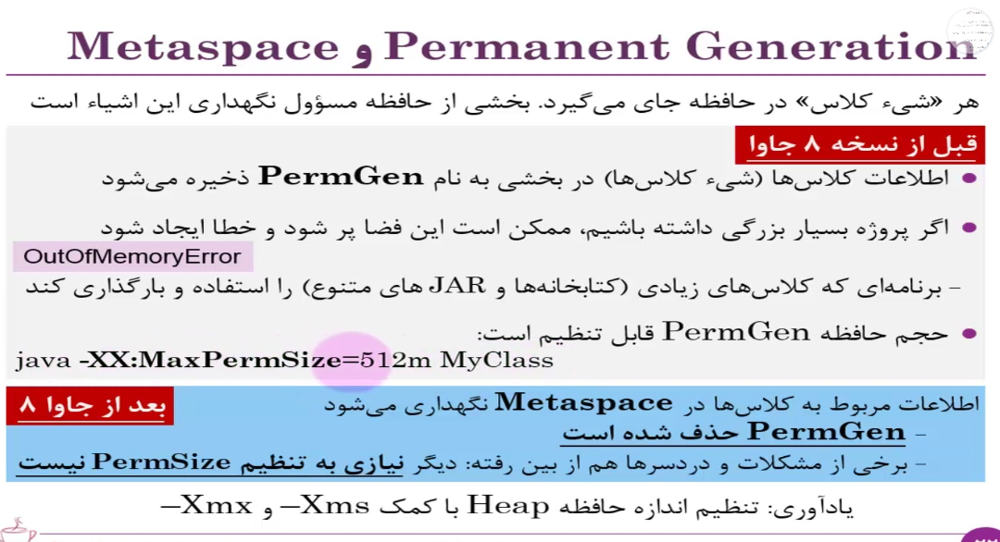 Metaspace و Permanent Generation
هر «شیء کلاس» در حافظه جای می‌گیرد. بخشی از حافظه مسؤول نگهداری این اشیاء است
قبل از نسخه ۸ جاوا
● اطلاعات کلاس‌ها (شیء کلاس‌ها) در بخشی به نام PermGen ذخیره می‌شود
● اگر پروژه بسیار بزرگی داشته باشیم، ممکن است این فضا پر شود و خطا ایجاد شود
OutOfMemoryError
– برنامه‌ای که کلاس‌های زیادی (کتابخانه‌ها و JAR های متنوع) را استفاده و بارگذاری کند
● حجم حافظه PermGen قابل تنظیم است:
java -XX:MaxPermSize=512m MyClass
بعد از جاوا ۸
اطلاعات مربوط به کلاس‌ها در Metaspace نگهداری می‌شود
– PermGen حذف شده است
– برخی از مشکلات و دردسرها هم از بین رفته: دیگر نیازی به تنظیم PermSize نیست
یادآوری: تنظیم اندازه حافظه Heap با کمک –Xms و –Xmx